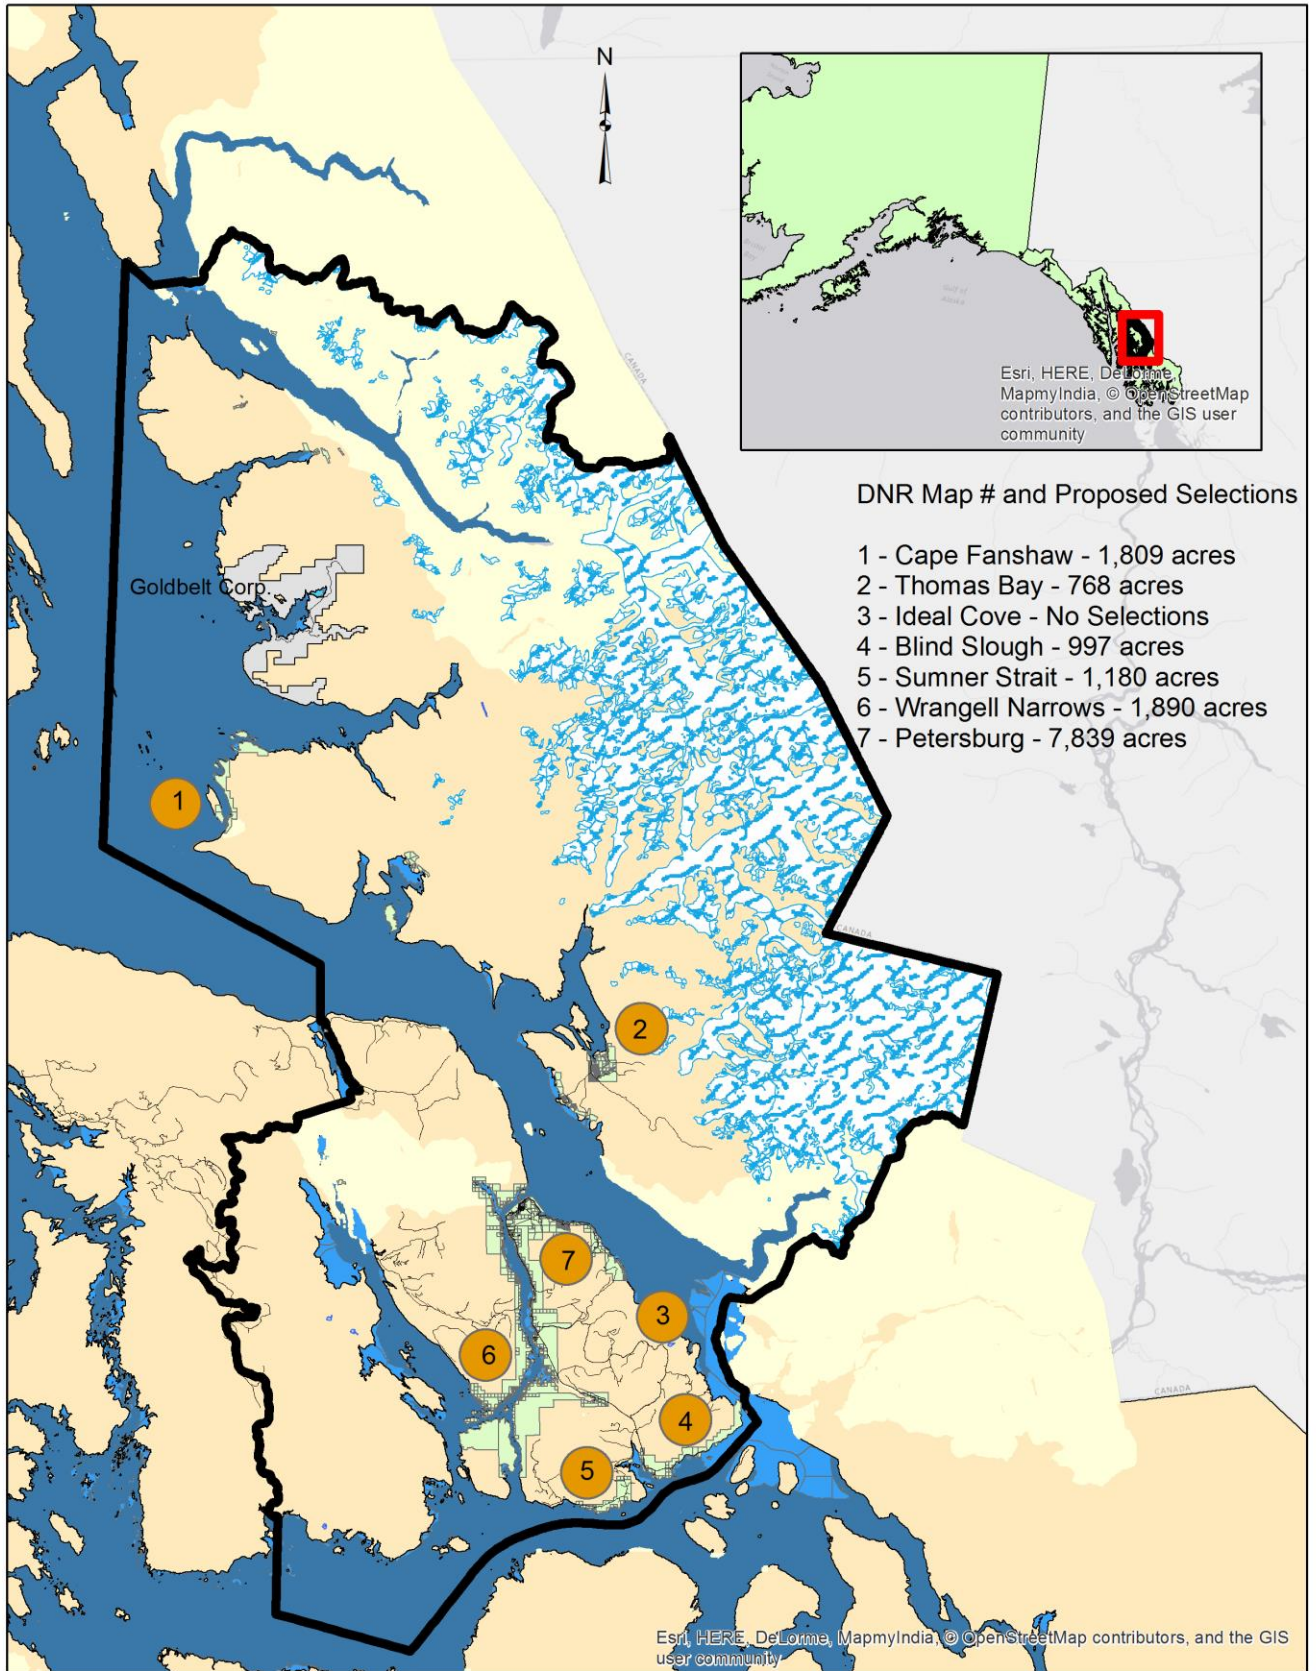 N
Gulf of
Esri, HERE, DeLorme,
MapmyIndia, © OpenStreetMap
contributors, and the GIS user
community
CANADA
DNR Map # and Proposed Selections
1 - Cape Fanshaw - 1,809 acres
2 - Thomas Bay - 768 acres
3 - Ideal Cove - No Selections
4 - Blind Slough - 997 acres
5 - Sumner Strait - 1,180 acres
6 - Wrangell Narrows - 1,890 acres
7 - Petersburg - 7,839 acres
Goldbelt Corp.
1
CANADA
2
7
3
6
CANADA
4
5
Esri, HERE, DeLorme, MapmyIndia, © OpenStreetMap contributors, and the GIS
user community